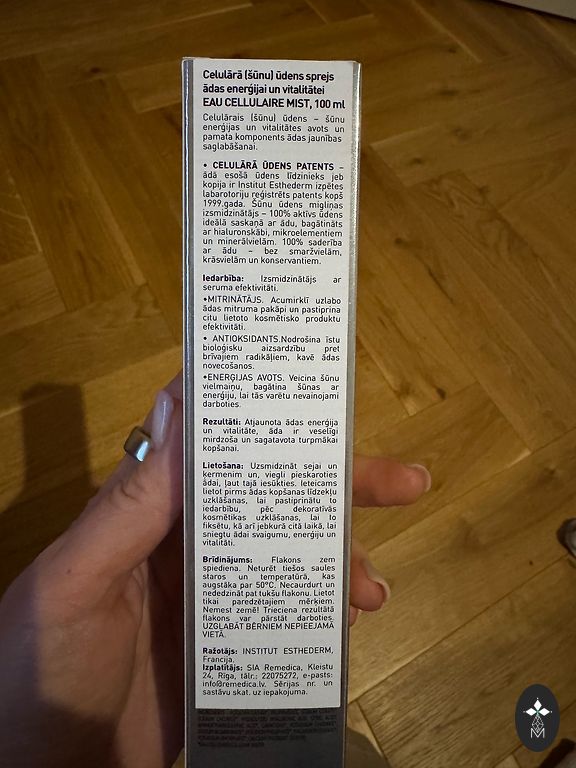 Celulārā (šūnu) ūdens sprejs
ādas enerģijai un vitalitātei
EAU CELLULAIRE MIST, 100 ml
Celulārais (šūnu) ūdens – šūnu
enerģijas un vitalitātes avots un
pamata komponents ādas jaunības
saglabāšanai.
• CELULĀRĀ ŪDENS PATENTS –
ādā esošā ūdens līdzinieks jeb
kopija ir Institut Esthederm izpētes
labarotoriju reģistrēts patents kopš
1999.gada. Šūnu ūdens migliņas
izsmidzinātājs – 100% aktīvs ūdens
ideālā saskaņā ar ādu, bagātināts
ar hialuronskābi, mikroelementiem
un minerālvielām. 100% saderība
ar ādu – bez smaržvielām,
krāsvielām un konservantiem.
Iedarbība: Izsmidzinātājs ar
seruma efektivitāti.
•MITRINĀTĀJS. Acumirklī uzlabo
ādas mitruma pakāpi un pastiprina
citu lietoto kosmētisko produktu
efektivitāti.
• ANTIOKSIDANTS.Nodrošina īstu
bioloģisku aizsardzību pret
brīvajiem radikāļiem, kavē ādas
novecošanos.
•ENERĢIJAS AVOTS. Veicina šūnu
vielmaiņu, bagātina šūnas ar
enerģiju, lai tās varētu nevainojami
darboties.
Rezultāti: Atjaunota ādas enerģija
un vitalitāte, āda ir veselīgi
mirdzoša un sagatavota turpmākai
kopšanai.
Lietošana: Uzsmidzināt sejai un
ķermenim un, viegli pieskaroties
ādai, ļaut tajā iesūkties. Ieteicams
lietot pirms ādas kopšanas līdzekļu
uzklāšanas, lai pastiprinātu to
iedarbību, pēc dekoratīvās
kosmētikas uzklāšanas, lai to
fiksētu, kā arī jebkurā citā laikā, lai
sniegtu ādai svaigumu, enerģiju un
vitalitāti.
Brīdinājums: Flakons zem
spiediena. Neturēt tiešos saules
staros un temperatūrā, kas
augstāka par 50°C. Necaurdurt un
nededzināt pat tukšu flakonu. Lietot
tikai paredzētajiem mērķiem.
Nemest zemē! Trieciena rezultātā
flakons var pārstāt darboties.
UZGLABĀT BĒRNIEM NEPIEEJAMĀ
VIETĀ.
Ražotājs: INSTITUT ESTHEDERM,
Francija.
Izplatītājs: SIA Remedica, Kleistu
24, Rīga, tālr.: 22075272, e-pasts:
info@remedica.lv. Sērijas nr. un
sastāvu skat. uz iepakojuma.